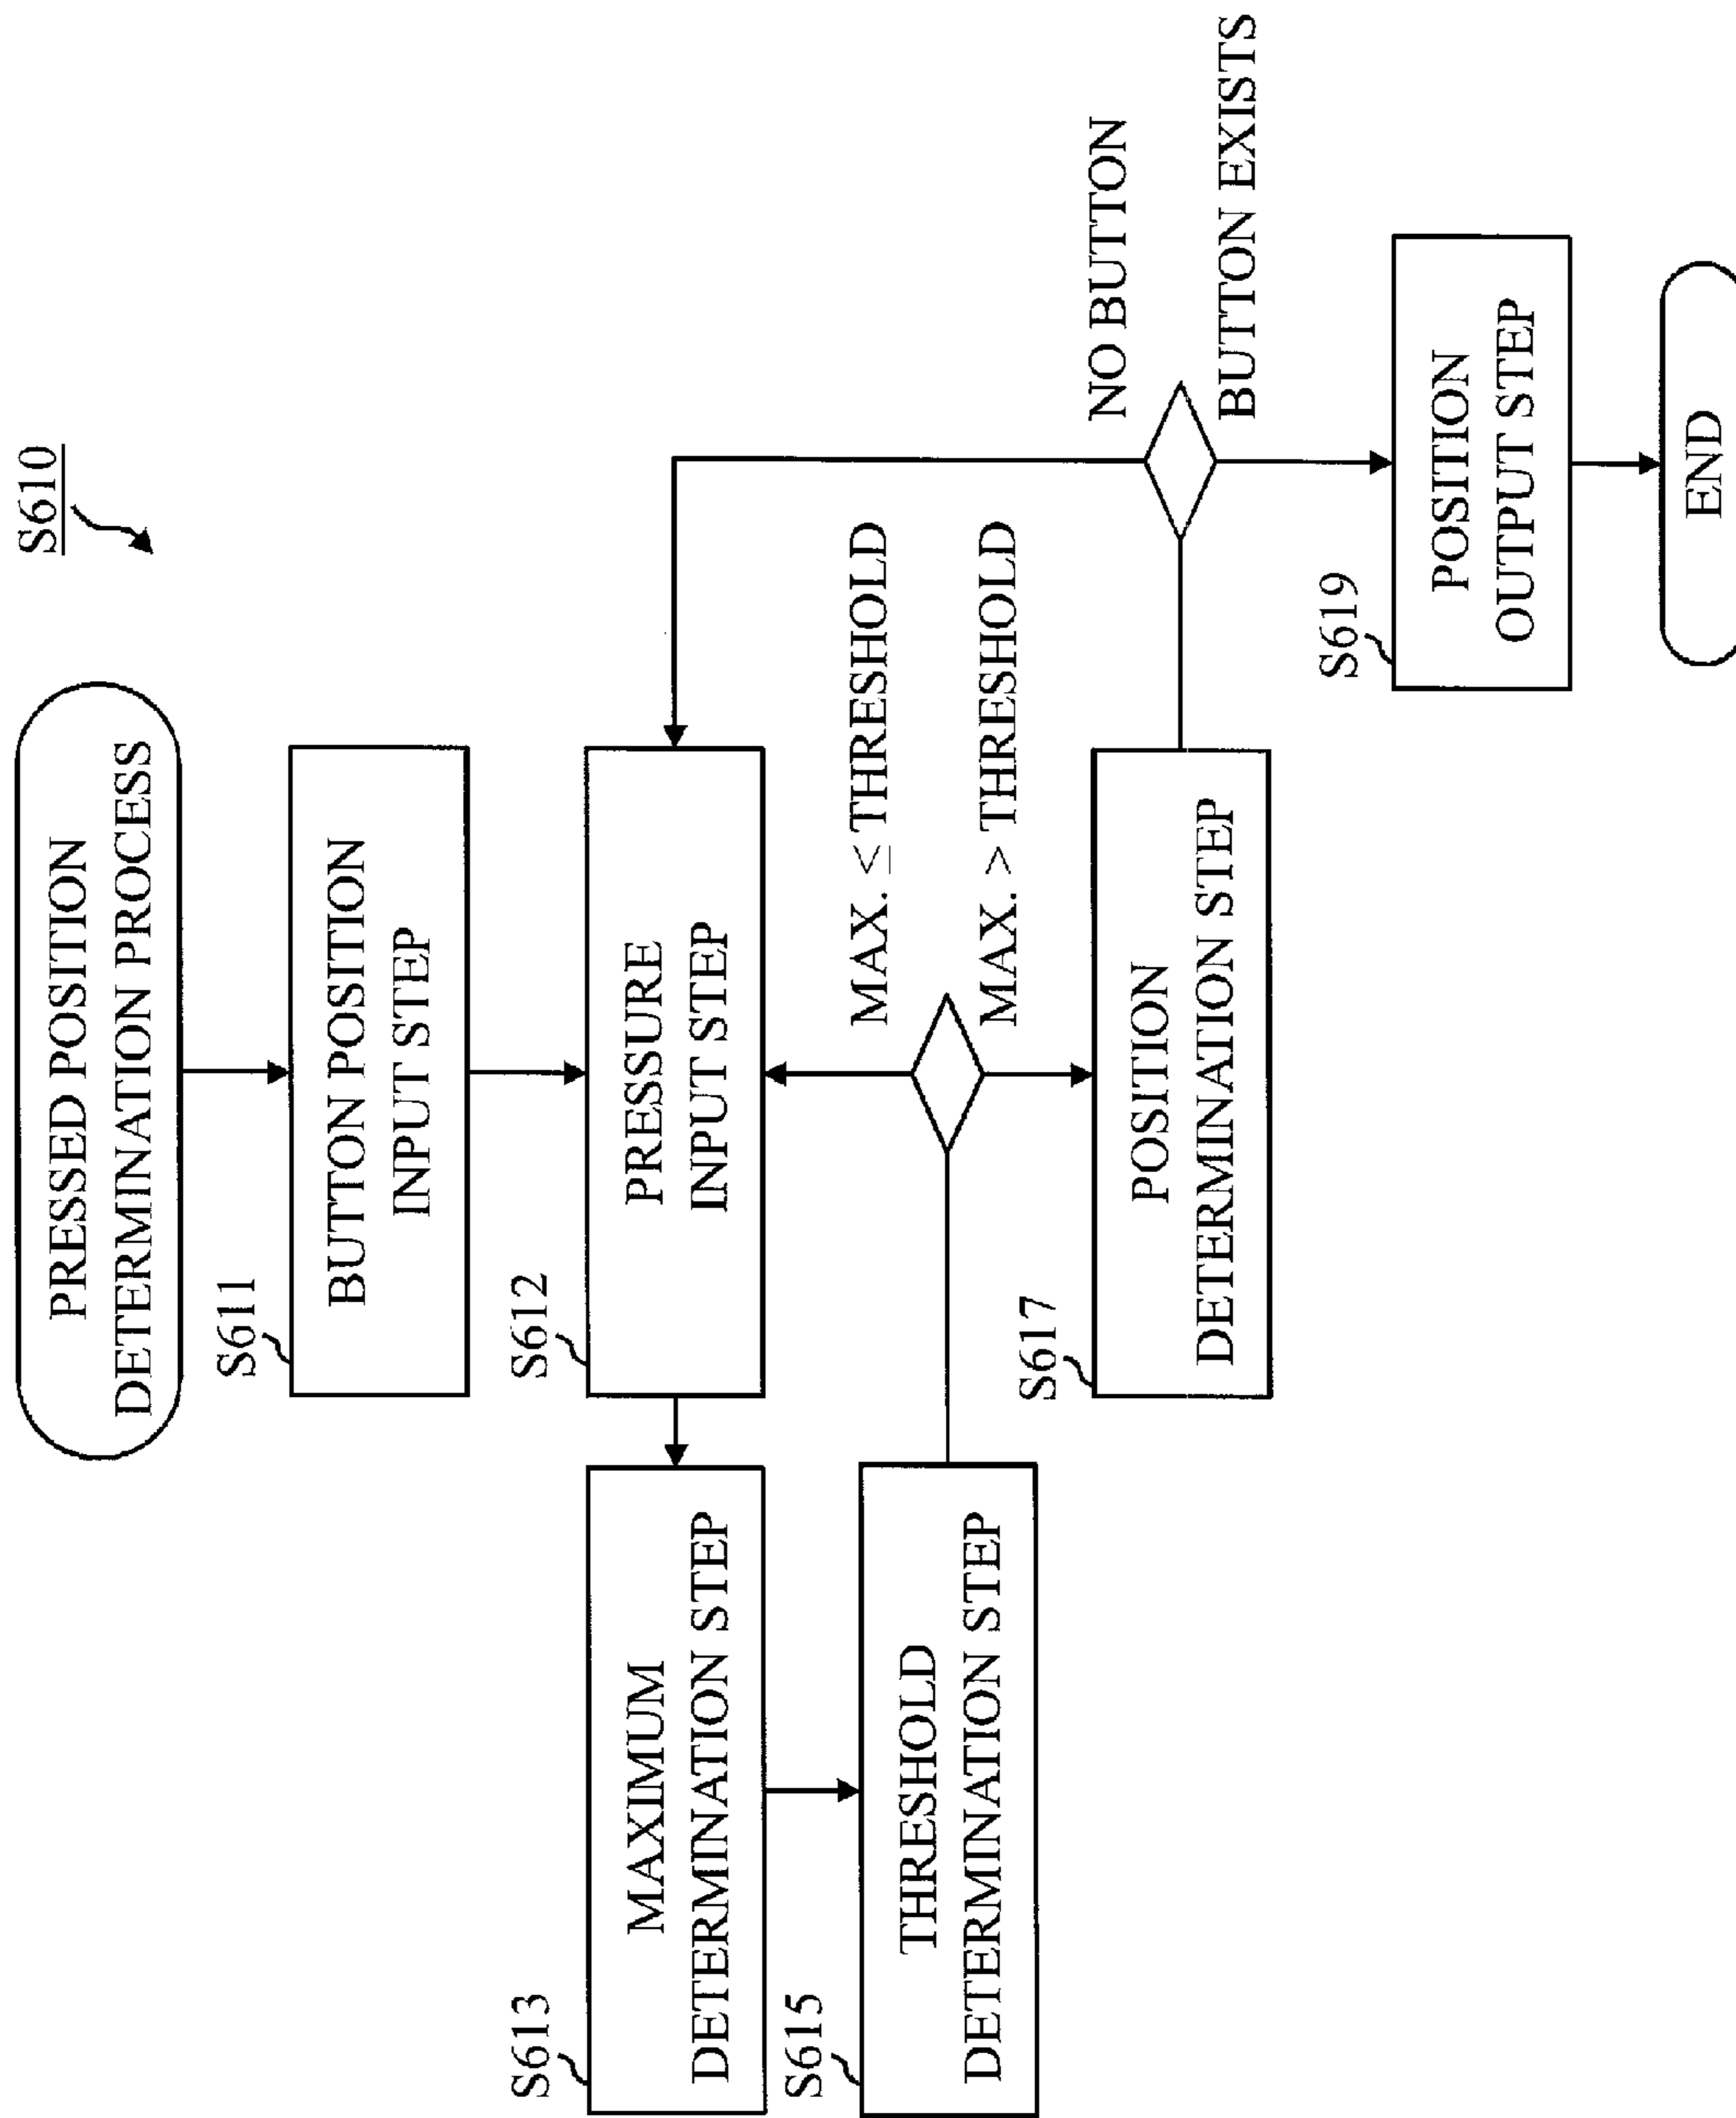 S610
PRESSED POSITION
DETERMINATION PROCESS
S611
BUTTON POSITION
INPUT STEP
S612
PRESSURE
INPUT STEP
S613
MAXIMUM
DETERMINATION STEP
S615
THRESHOLD
DETERMINATION STEP
MAX. ≤ THRESHOLD
MAX. > THRESHOLD
S617
POSITION
DETERMINATION STEP
NO BUTTON
BUTTON EXISTS
S619
POSITION
OUTPUT STEP
END